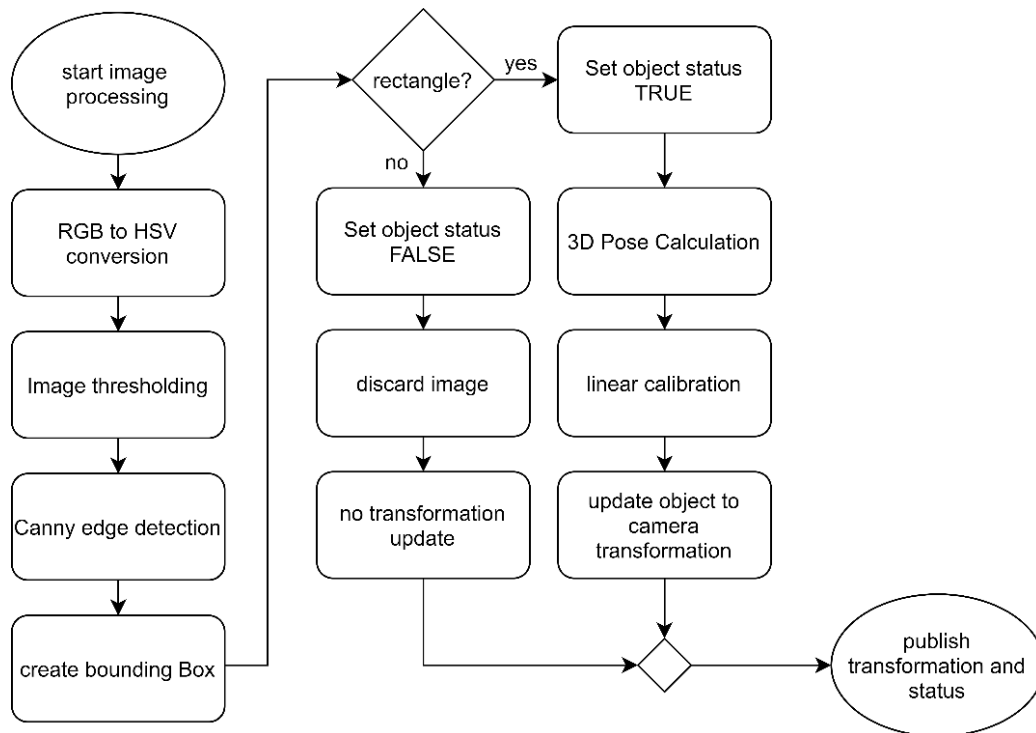 start image
processing
RGB to HSV
conversion
Image thresholding
Canny edge detection
create bounding Box
rectangle?
yes
no
Set object status
FALSE
discard image
no transformation
update
Set object status
TRUE
3D Pose Calculation
linear calibration
update object to
camera
transformation
publish
transformation and
status